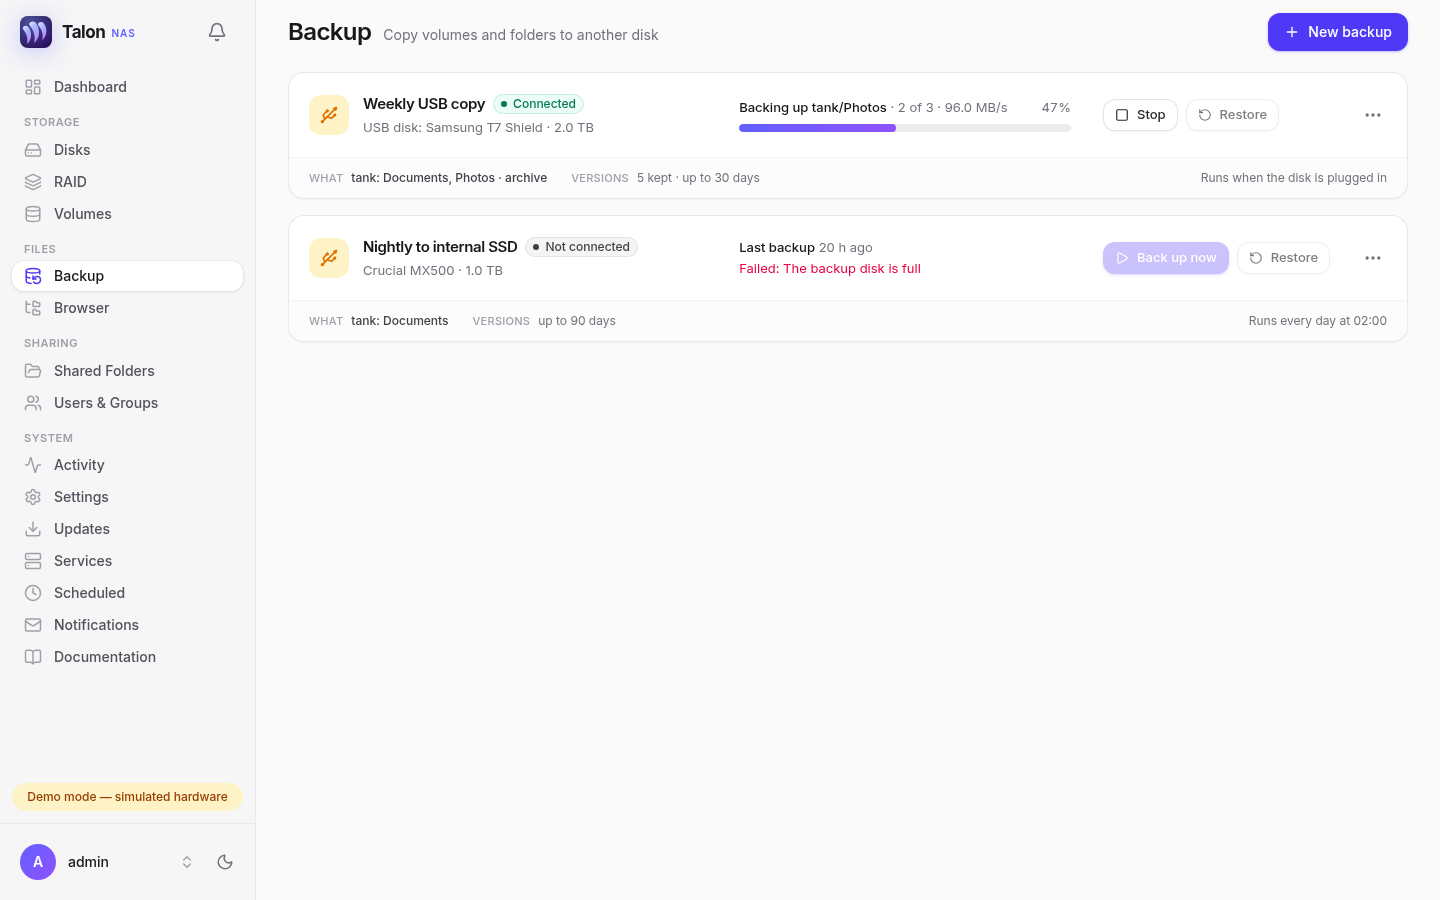 Talon NAS
Dashboard
STORAGE
Disks
RAID
Volumes
FILES
Backup
Browser
SHARING
Shared Folders
Users & Groups
SYSTEM
Activity
Settings
Updates
Services
Scheduled
Notifications
Documentation
Demo mode — simulated hardware
A admin
Backup Copy volumes and folders to another disk
New backup
Weekly USB copy Connected
USB disk: Samsung T7 Shield · 2.0 TB
Backing up tank/Photos · 2 of 3 · 96.0 MB/s 47%
Stop Restore
WHAT tank: Documents, Photos · archive VERSIONS 5 kept · up to 30 days Runs when the disk is plugged in
Nightly to internal SSD Not connected
Crucial MX500 · 1.0 TB
Last backup 20 h ago
Failed: The backup disk is full
Back up now Restore
WHAT tank: Documents VERSIONS up to 90 days Runs every day at 02:00